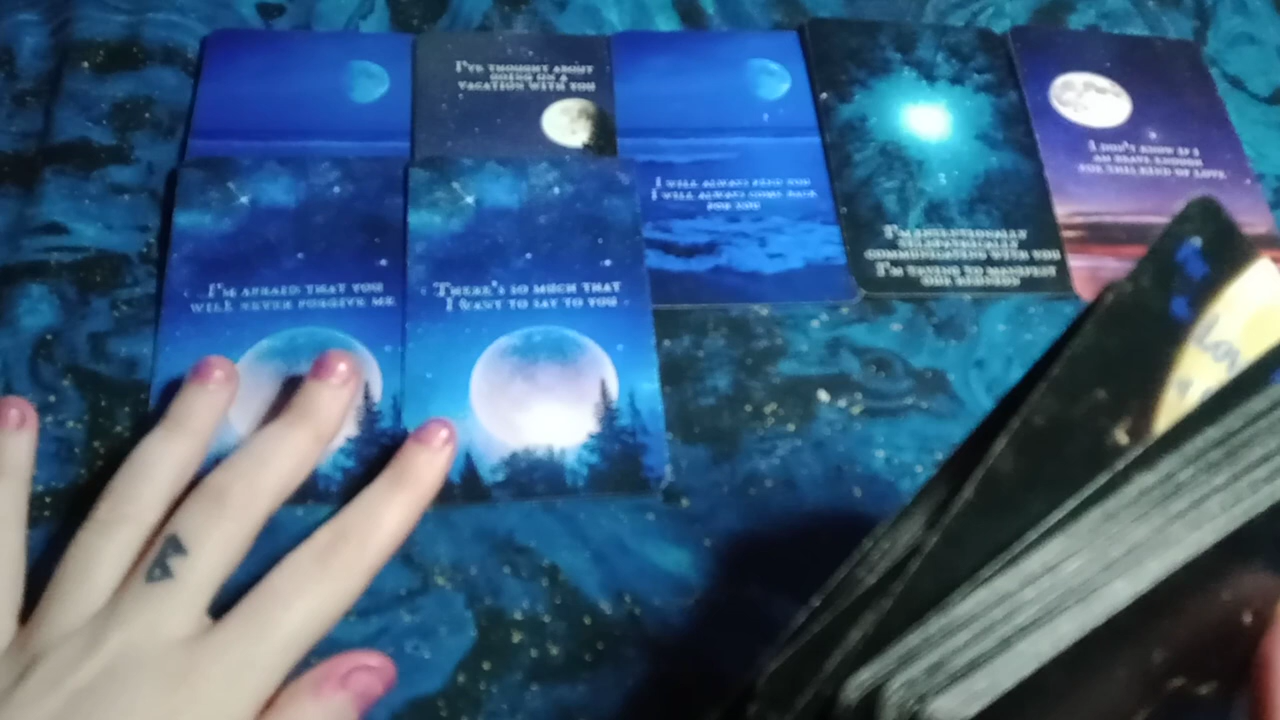 I've thought about
going on a
vacation with you
I will always find you
I will always come back
for you
I'm intentionally
telepathically
communicating with you
I'm trying to manifest
our
I don't know if I
am brave enough
for this kind of love.
I'm afraid that you
will never forgive me
There's so much that
I want to say to you
Love